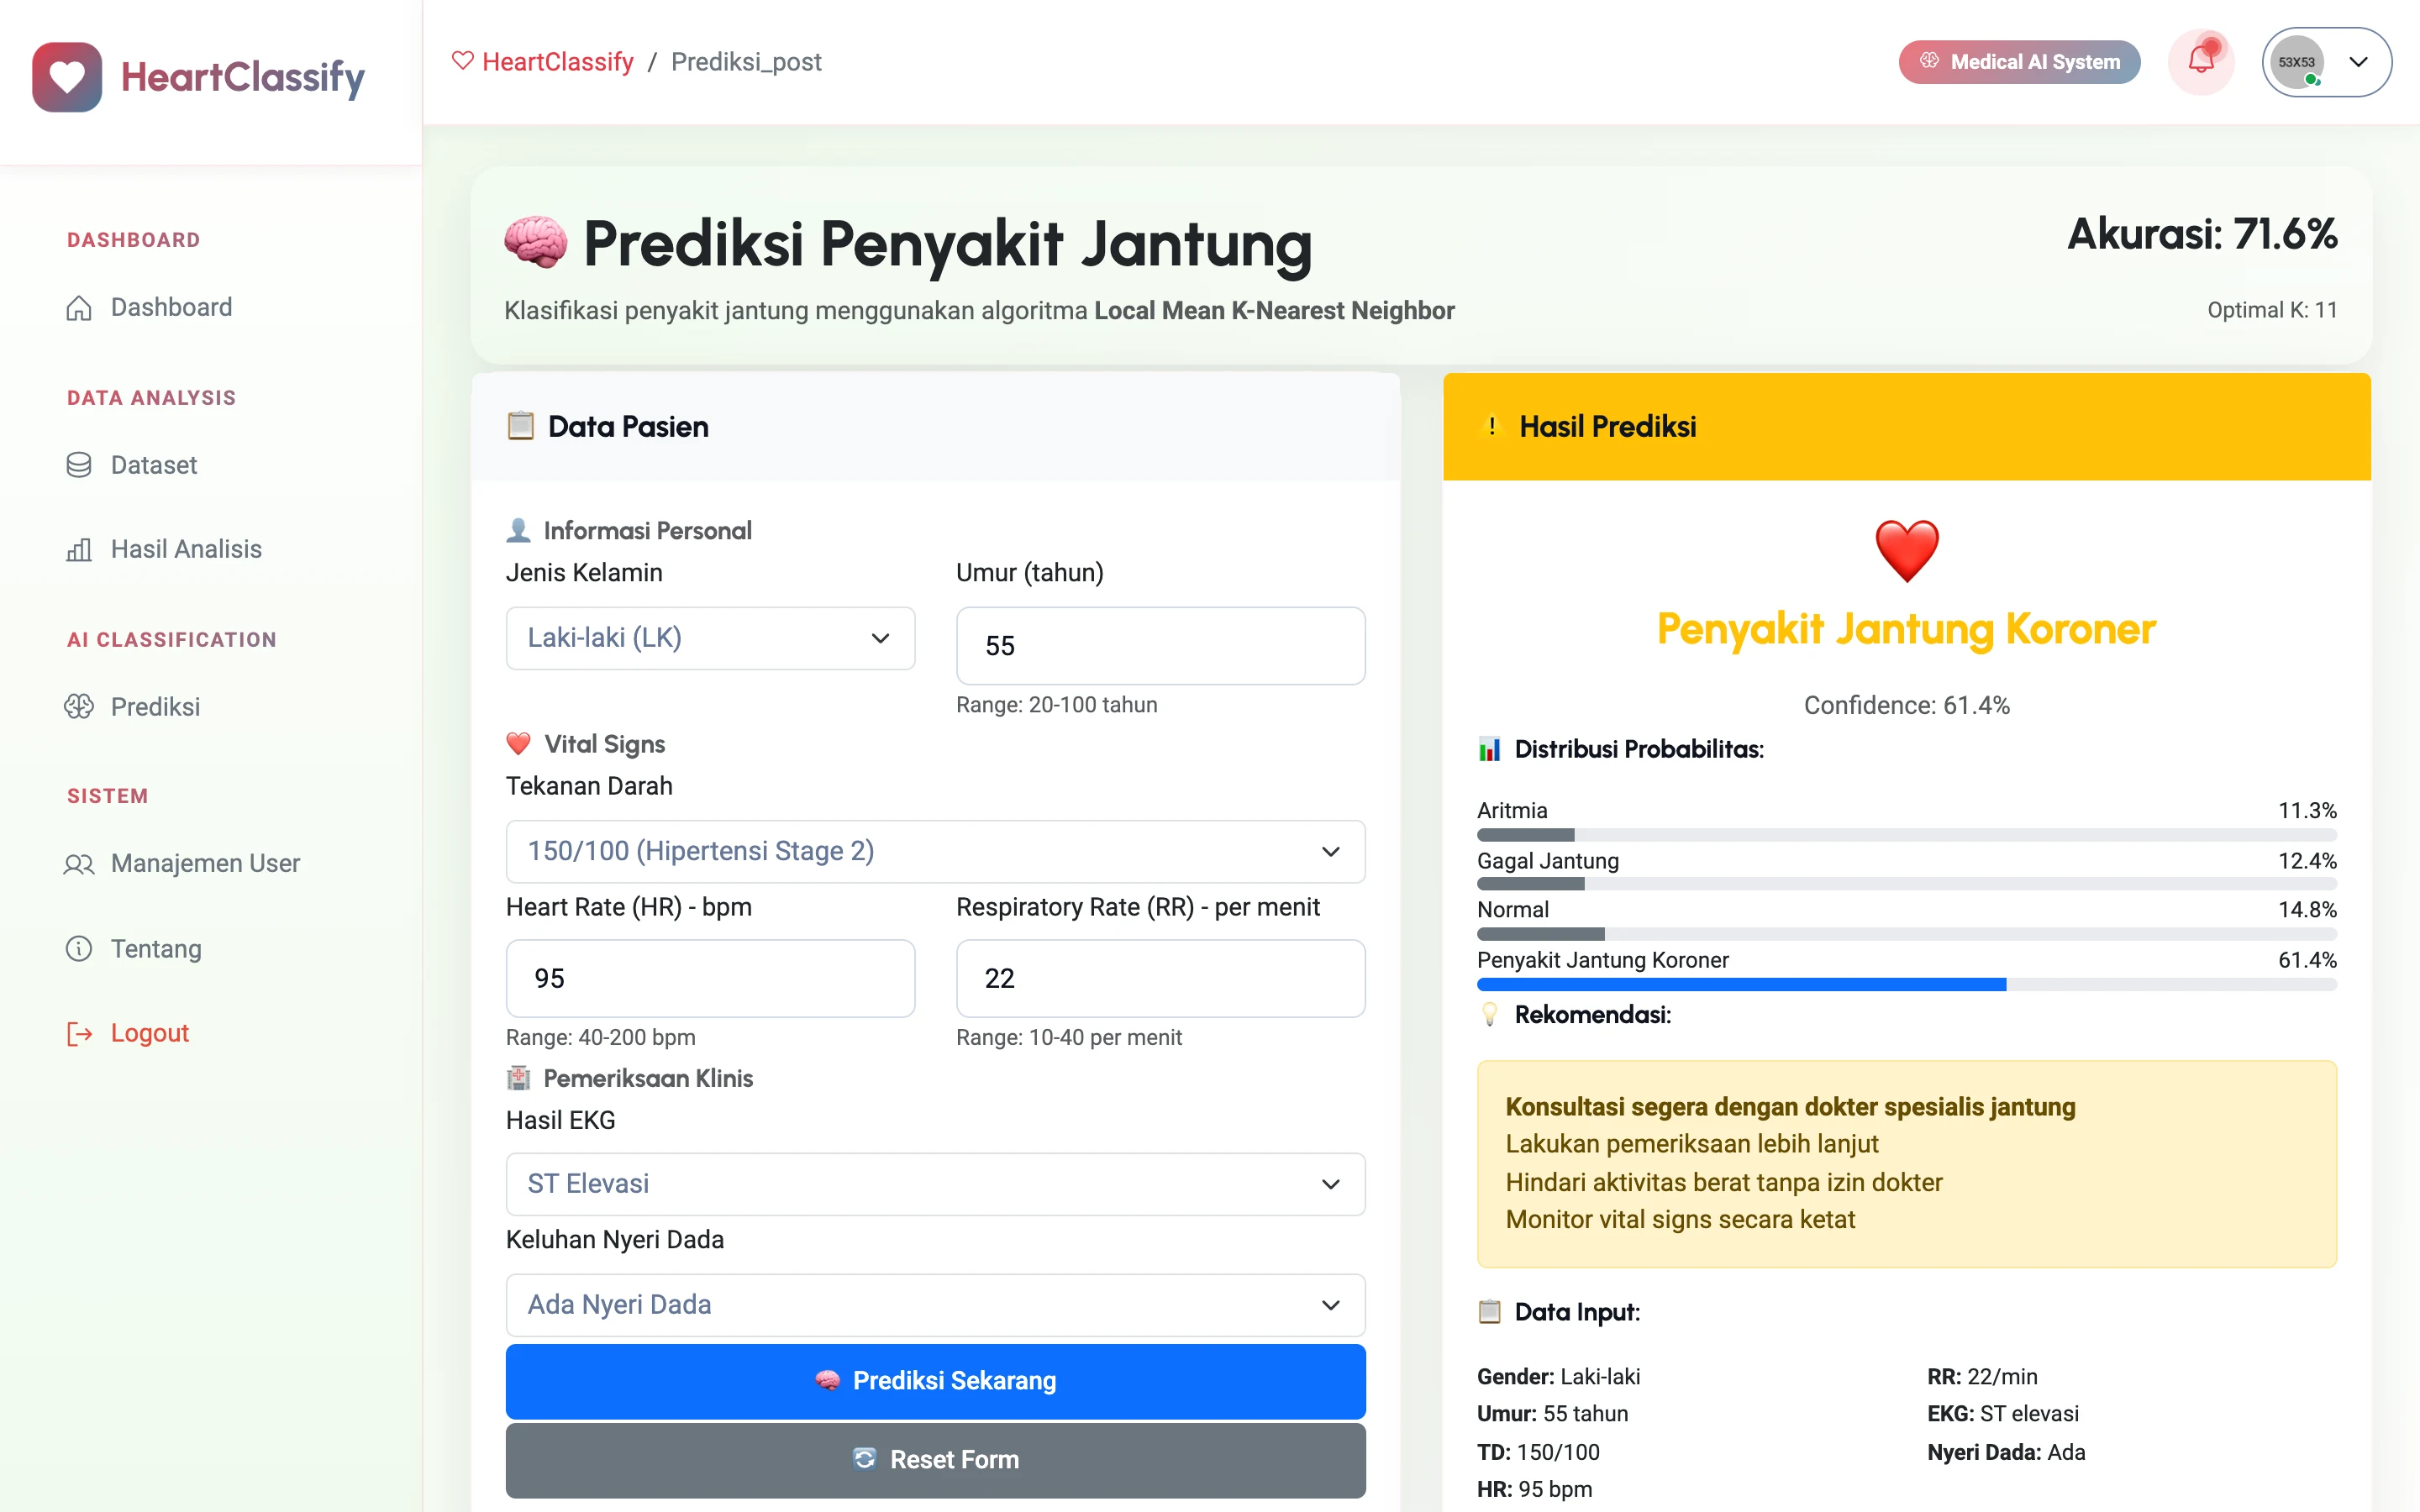 HeartClassify
HeartClassify / Prediksi_post
Medical AI System
53X53
DASHBOARD
Dashboard
DATA ANALYSIS
Dataset
Hasil Analisis
AI CLASSIFICATION
Prediksi
SISTEM
Manajemen User
Tentang
Logout
Prediksi Penyakit Jantung
Klasifikasi penyakit jantung menggunakan algoritma Local Mean K-Nearest Neighbor
Akurasi: 71.6%
Optimal K: 11
Data Pasien
Informasi Personal
Jenis Kelamin
Laki-laki (LK)
Umur (tahun)
55
Range: 20-100 tahun
Vital Signs
Tekanan Darah
150/100 (Hipertensi Stage 2)
Heart Rate (HR) - bpm
95
Range: 40-200 bpm
Respiratory Rate (RR) - per menit
22
Range: 10-40 per menit
Pemeriksaan Klinis
Hasil EKG
ST Elevasi
Keluhan Nyeri Dada
Ada Nyeri Dada
Prediksi Sekarang
Reset Form
Hasil Prediksi
Penyakit Jantung Koroner
Confidence: 61.4%
Distribusi Probabilitas:
Aritmia 11.3%
Gagal Jantung 12.4%
Normal 14.8%
Penyakit Jantung Koroner 61.4%
Rekomendasi:
Konsultasi segera dengan dokter spesialis jantung
Lakukan pemeriksaan lebih lanjut
Hindari aktivitas berat tanpa izin dokter
Monitor vital signs secara ketat
Data Input:
Gender: Laki-laki
Umur: 55 tahun
TD: 150/100
HR: 95 bpm
RR: 22/min
EKG: ST elevasi
Nyeri Dada: Ada